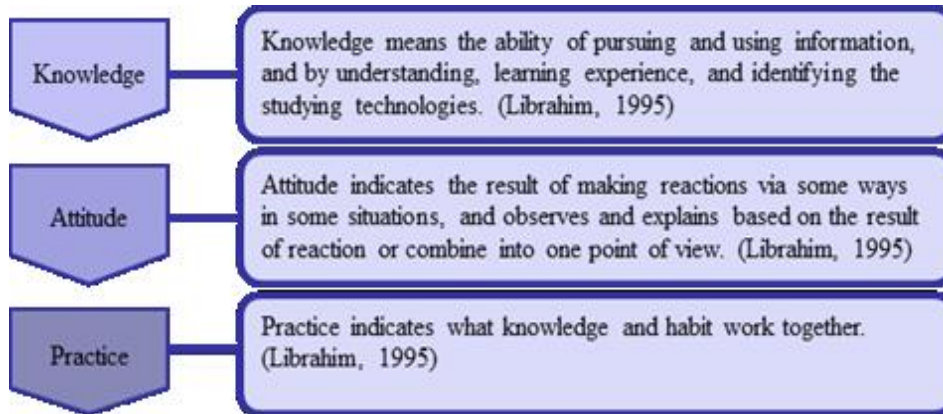 Knowledge
Knowledge means the ability of pursuing and using information,
and by understanding, learning experience, and identifying the
studying technologies. (Librahim, 1995)
Attitude
Attitude indicates the result of making reactions via some ways
in some situations, and observes and explains based on the result
of reaction or combine into one point of view. (Librahim, 1995)
Practice
Practice indicates what knowledge and habit work together.
(Librahim, 1995)